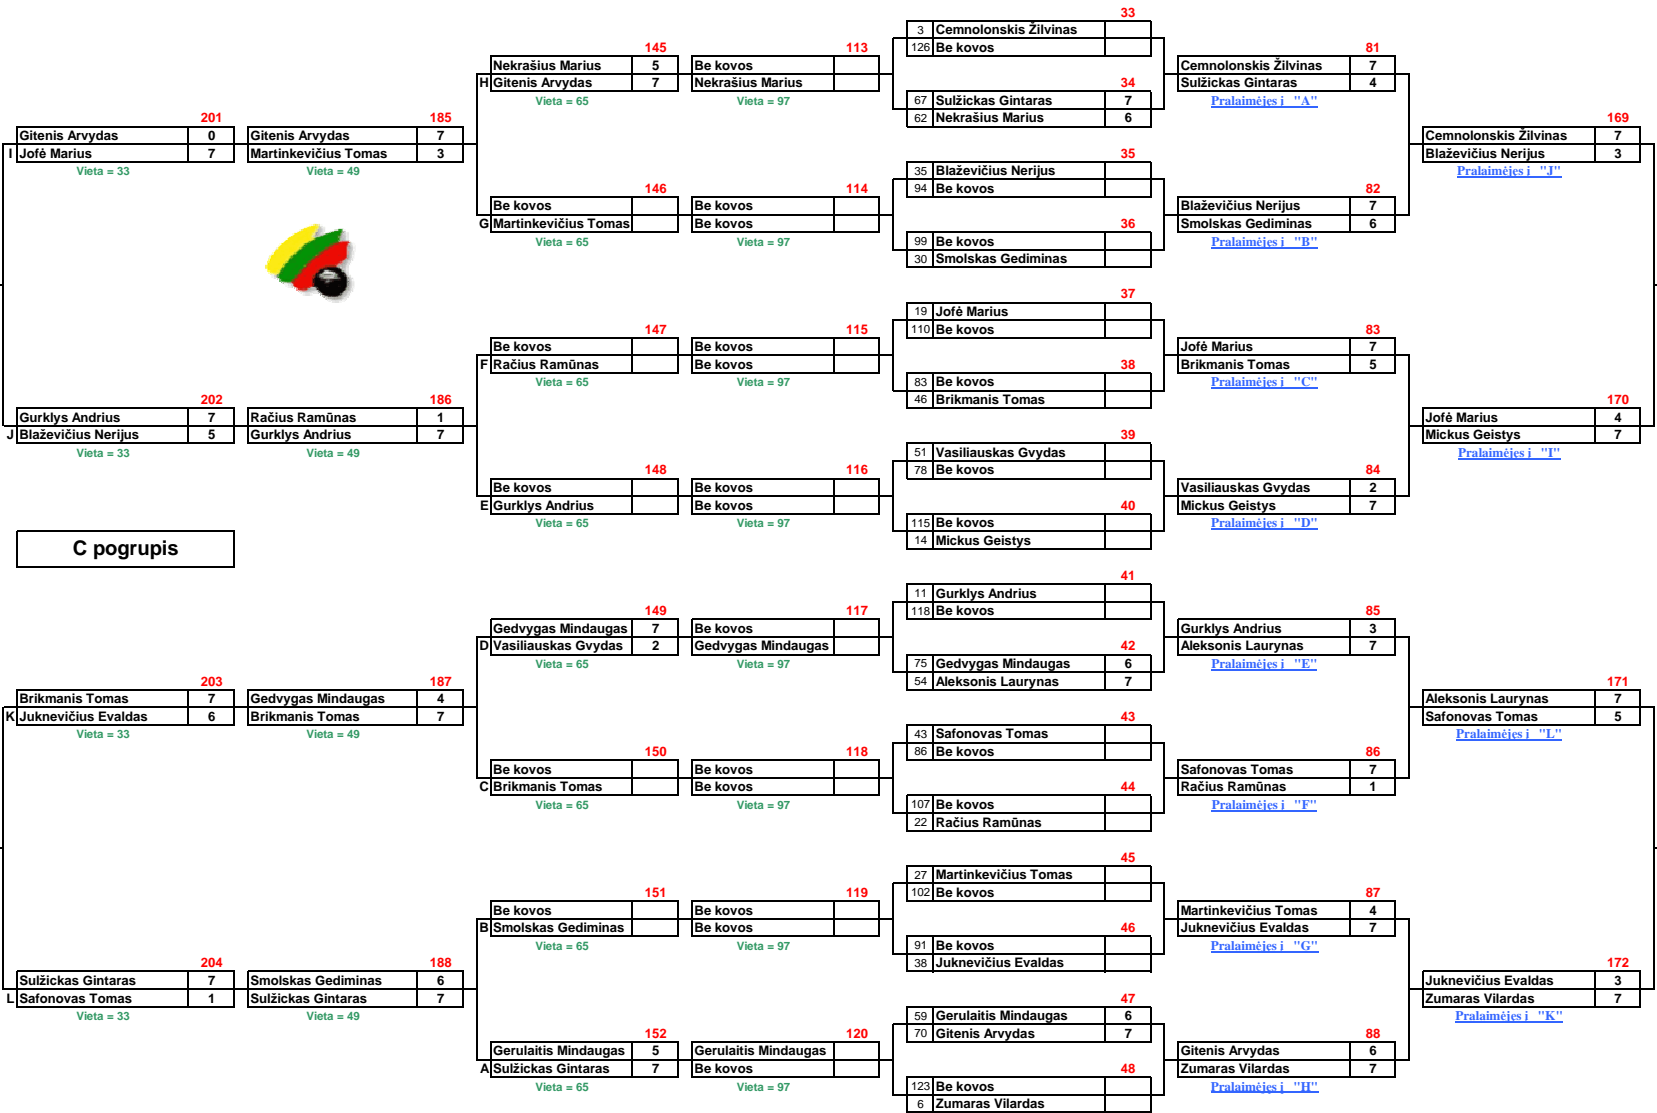 33
3 Cemnolonskis Žilvinas
145 113 126 Be kovos 81
Nekrašius Marius 5 Be kovos Cemnolonskis Žilvinas 7
H Gitenis Arvydas 7 Nekrašius Marius 34 Sulžickas Gintaras 4
Vieta = 65 Vieta = 97 67 Sulžickas Gintaras 7 Pralaimėjęs į "A"
201 185 62 Nekrašius Marius 6 169
Gitenis Arvydas 0 Gitenis Arvydas 7 Cemnolonskis Žilvinas 7
I Jofė Marius 7 Martinkevičius Tomas 3 35 Blaževičius Nerijus 3
Vieta = 33 Vieta = 49 35 Blaževičius Nerijus Pralaimėjęs į "J"
146 114 94 Be kovos 82
Be kovos Be kovos Blaževičius Nerijus 7
G Martinkevičius Tomas Be kovos 36 Smolskas Gediminas 6
Vieta = 65 Vieta = 97 99 Be kovos Pralaimėjęs į "B"
30 Smolskas Gediminas
37
19 Jofė Marius
147 115 110 Be kovos 83
Be kovos Be kovos Jofė Marius 7
F Račius Ramūnas Be kovos 38 Brikmanis Tomas 5
Vieta = 65 Vieta = 97 83 Be kovos Pralaimėjęs į "C"
202 186 46 Brikmanis Tomas 170
Gurklys Andrius 7 Račius Ramūnas 1 Jofė Marius 4
J Blaževičius Nerijus 5 Gurklys Andrius 7 39 Mickus Geistys 7
Vieta = 33 Vieta = 49 51 Vasiliauskas Gvydas Pralaimėjęs į "I"
148 116 78 Be kovos 84
Be kovos Be kovos Vasiliauskas Gvydas 2
E Gurklys Andrius Be kovos 40 Mickus Geistys 7
Vieta = 65 Vieta = 97 115 Be kovos Pralaimėjęs į "D"
14 Mickus Geistys
C pogrupis
41
11 Gurklys Andrius
149 117 118 Be kovos 85
Gedvygas Mindaugas 7 Be kovos Gurklys Andrius 3
D Vasiliauskas Gvydas 2 Gedvygas Mindaugas 42 Aleksonis Laurynas 7
Vieta = 65 Vieta = 97 75 Gedvygas Mindaugas 6 Pralaimėjęs į "E"
203 187 54 Aleksonis Laurynas 7 171
Brikmanis Tomas 7 Gedvygas Mindaugas 4 Aleksonis Laurynas 7
K Juknevičius Evaldas 6 Brikmanis Tomas 7 43 Safonovas Tomas 5
Vieta = 33 Vieta = 49 43 Safonovas Tomas Pralaimėjęs į "L"
150 118 86 Be kovos 86
Be kovos Be kovos Safonovas Tomas 7
C Brikmanis Tomas Be kovos 44 Račius Ramūnas 1
Vieta = 65 Vieta = 97 107 Be kovos Pralaimėjęs į "F"
22 Račius Ramūnas
45
27 Martinkevičius Tomas
151 119 102 Be kovos 87
Be kovos Be kovos Martinkevičius Tomas 4
B Smolskas Gediminas Be kovos 46 Juknevičius Evaldas 7
Vieta = 65 Vieta = 97 91 Be kovos Pralaimėjęs į "G"
204 188 38 Juknevičius Evaldas 172
Sulžickas Gintaras 7 Smolskas Gediminas 6 Juknevičius Evaldas 3
L Safonovas Tomas 1 Sulžickas Gintaras 7 47 Zumaras Vilardas 7
Vieta = 33 Vieta = 49 59 Gerulaitis Mindaugas 6 Pralaimėjęs į "K"
152 120 70 Gitenis Arvydas 7 88
Gerulaitis Mindaugas 5 Gerulaitis Mindaugas Gitenis Arvydas 6
A Sulžickas Gintaras 7 Be kovos 48 Zumaras Vilardas 7
Vieta = 65 Vieta = 97 123 Be kovos Pralaimėjęs į "H"
6 Zumaras Vilardas